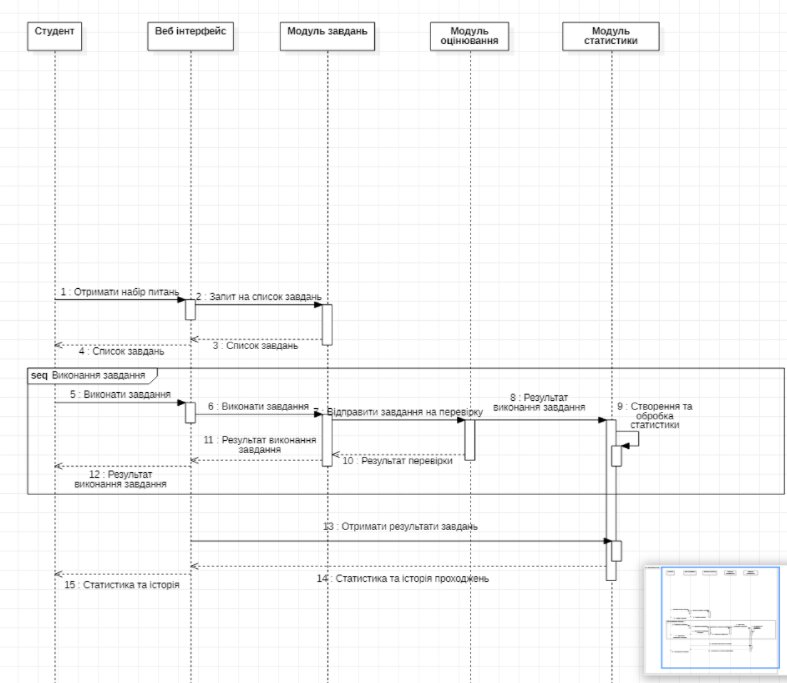 Студент
Веб інтерфейс
Модуль завдань
Модуль
оцінювання
Модуль
статистики
1 : Отримати набір питань
2 : Запит на список завдань
3 : Список завдань
4 : Список завдань
seq Виконання завдання
5 : Виконати завдання
6 : Виконати завдання
7 : Відправити завдання на перевірку
8 : Результат
виконання завдання
9 : Створення та
обробка
статистики
10 : Результат перевірки
11 : Результат виконання
завдання
12 : Результат
виконання завдання
13 : Отримати результати завдань
14 : Статистика та історія проходжень
15 : Статистика та історія